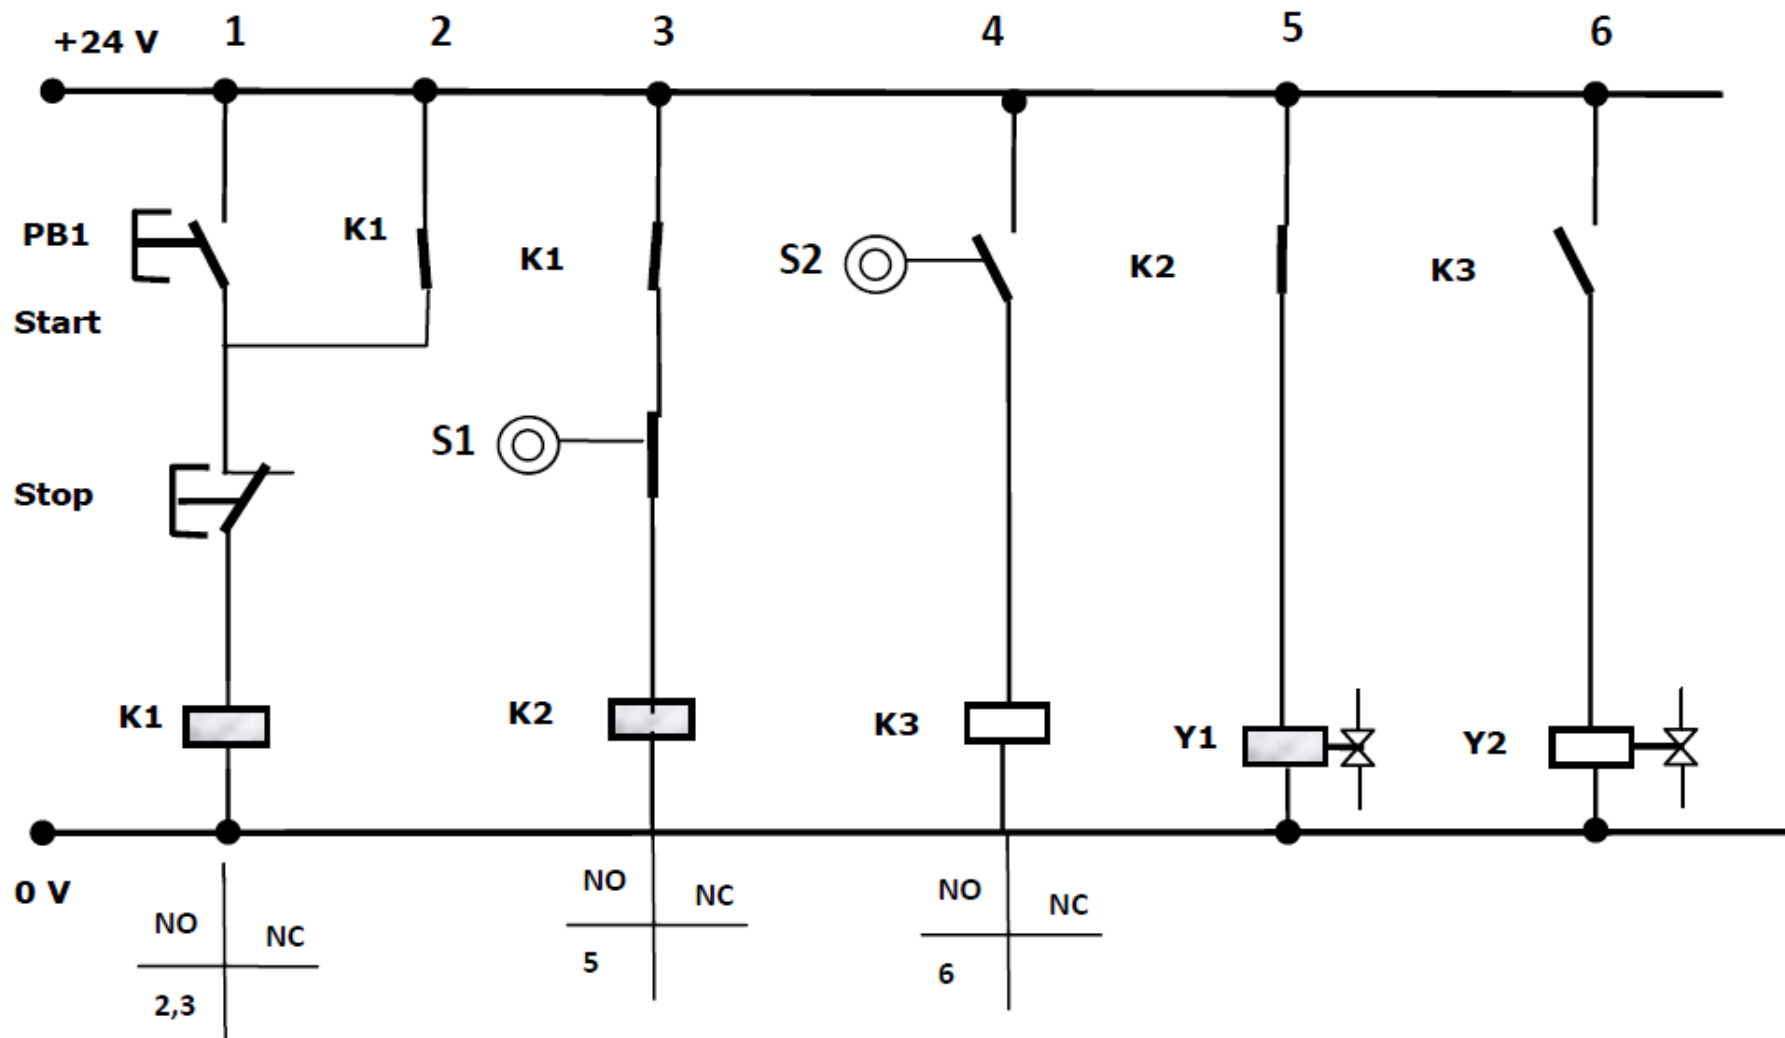 +24 V 1 2 3 4 5 6
PB1 K1 K1 S2 K2 K3
Start
S1
Stop
K1 K2 K3 Y1 Y2
0 V
NO NC NO NC NO NC
2,3 5 6